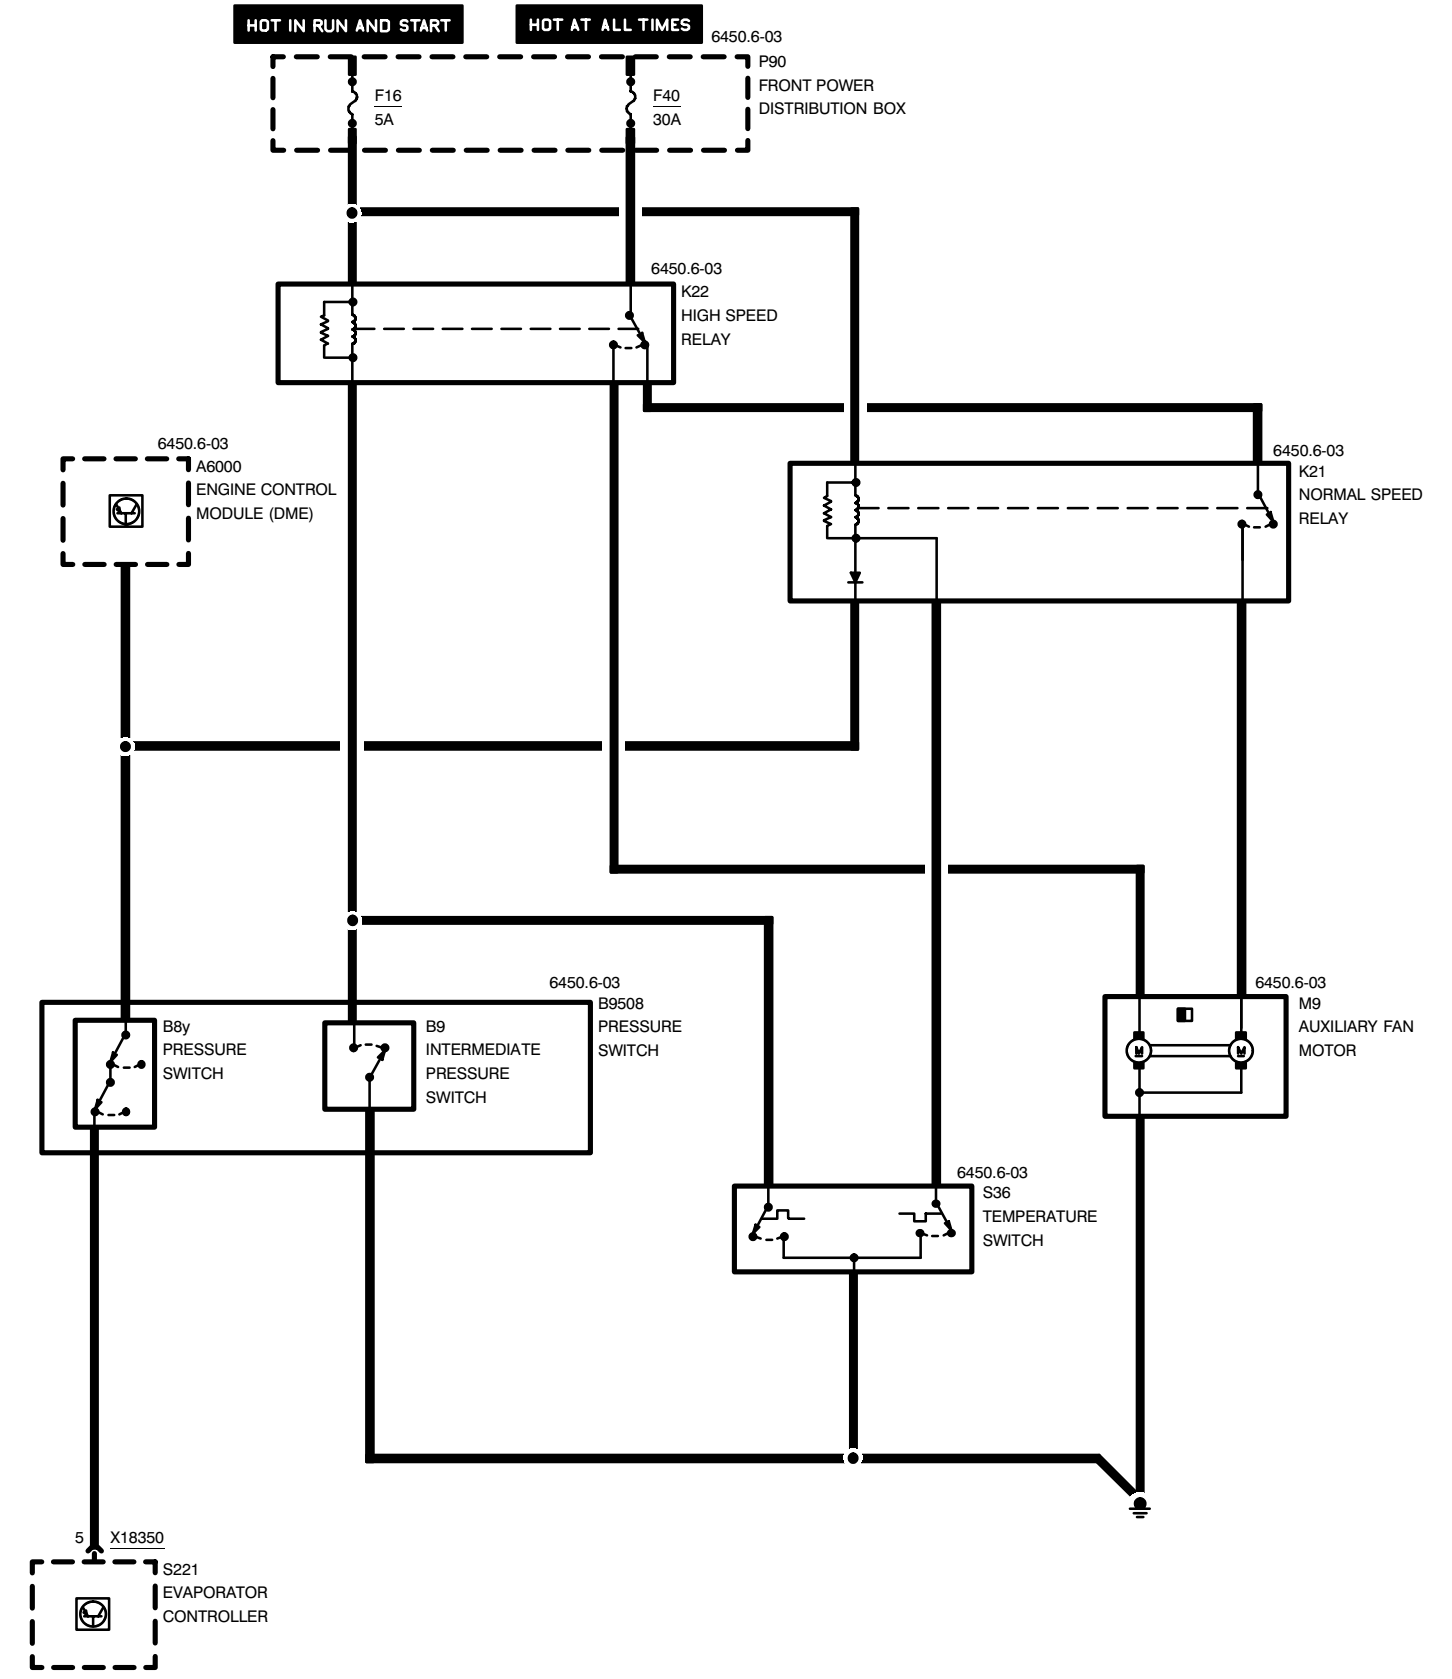 HOT IN RUN AND START
HOT AT ALL TIMES
6450.6-03
P90
FRONT POWER
DISTRIBUTION BOX
F16
5A
F40
30A
6450.6-03
K22
HIGH SPEED
RELAY
6450.6-03
A6000
ENGINE CONTROL
MODULE (DME)
6450.6-03
K21
NORMAL SPEED
RELAY
6450.6-03
B9508
PRESSURE
SWITCH
B8y
PRESSURE
SWITCH
B9
INTERMEDIATE
PRESSURE
SWITCH
6450.6-03
M9
AUXILIARY FAN
MOTOR
M
M
6450.6-03
S36
TEMPERATURE
SWITCH
5
X18350
S221
EVAPORATOR
CONTROLLER